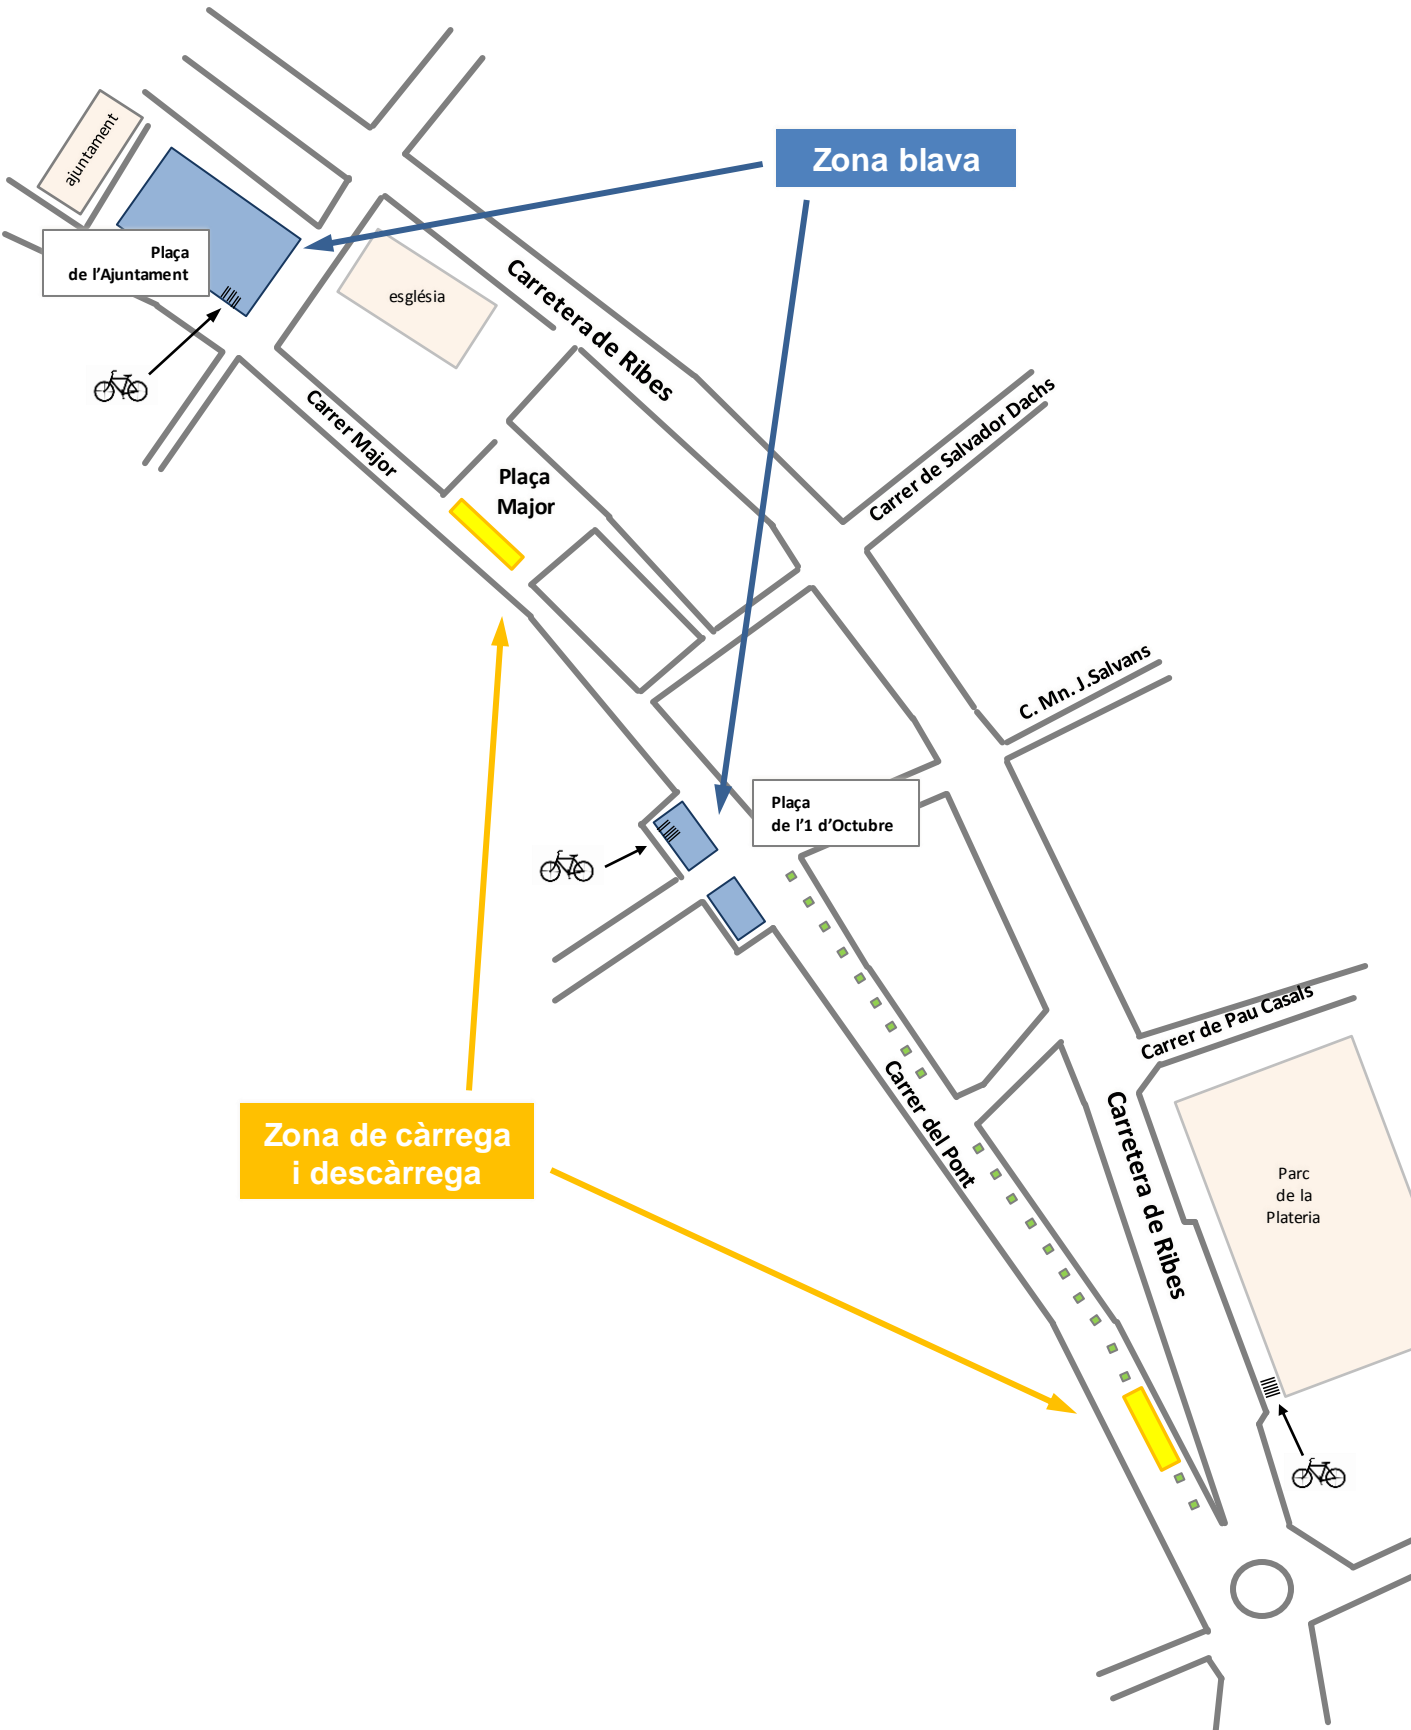 ajuntament
Zona blava
Plaça
de l'Ajuntament
església
Carretera de Ribes
Carrer Major
Carrer de Salvador Dachs
Plaça
Major
C. Mn. J.Salvans
Plaça
de l'1 d'Octubre
Carrer de Pau Casals
Carrer del Pont
Carretera de Ribes
Zona de càrrega
i descàrrega
Parc
de la
Plateria